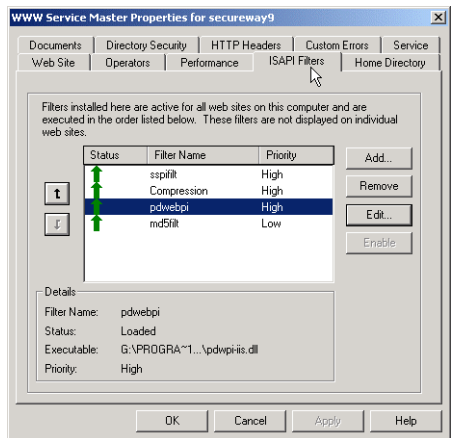 WWW Service Master Properties for secureway9
Documents Directory Security HTTP Headers Custom Errors Service
Web Site Operators Performance ISAPI Filters Home Directory
Filters installed here are active for all web sites on this computer and are
executed in the order listed below. These filters are not displayed on individual
web sites.
Status Filter Name Priority
sspifilt High
Compression High
pdwebpi High
md5filt Low
Add...
Remove
Edit...
Enable
Details
Filter Name: pdwebpi
Status: Loaded
Executable: G:\PROGRA~1...\pdwpi-iis.dll
Priority: High
OK Cancel Apply Help